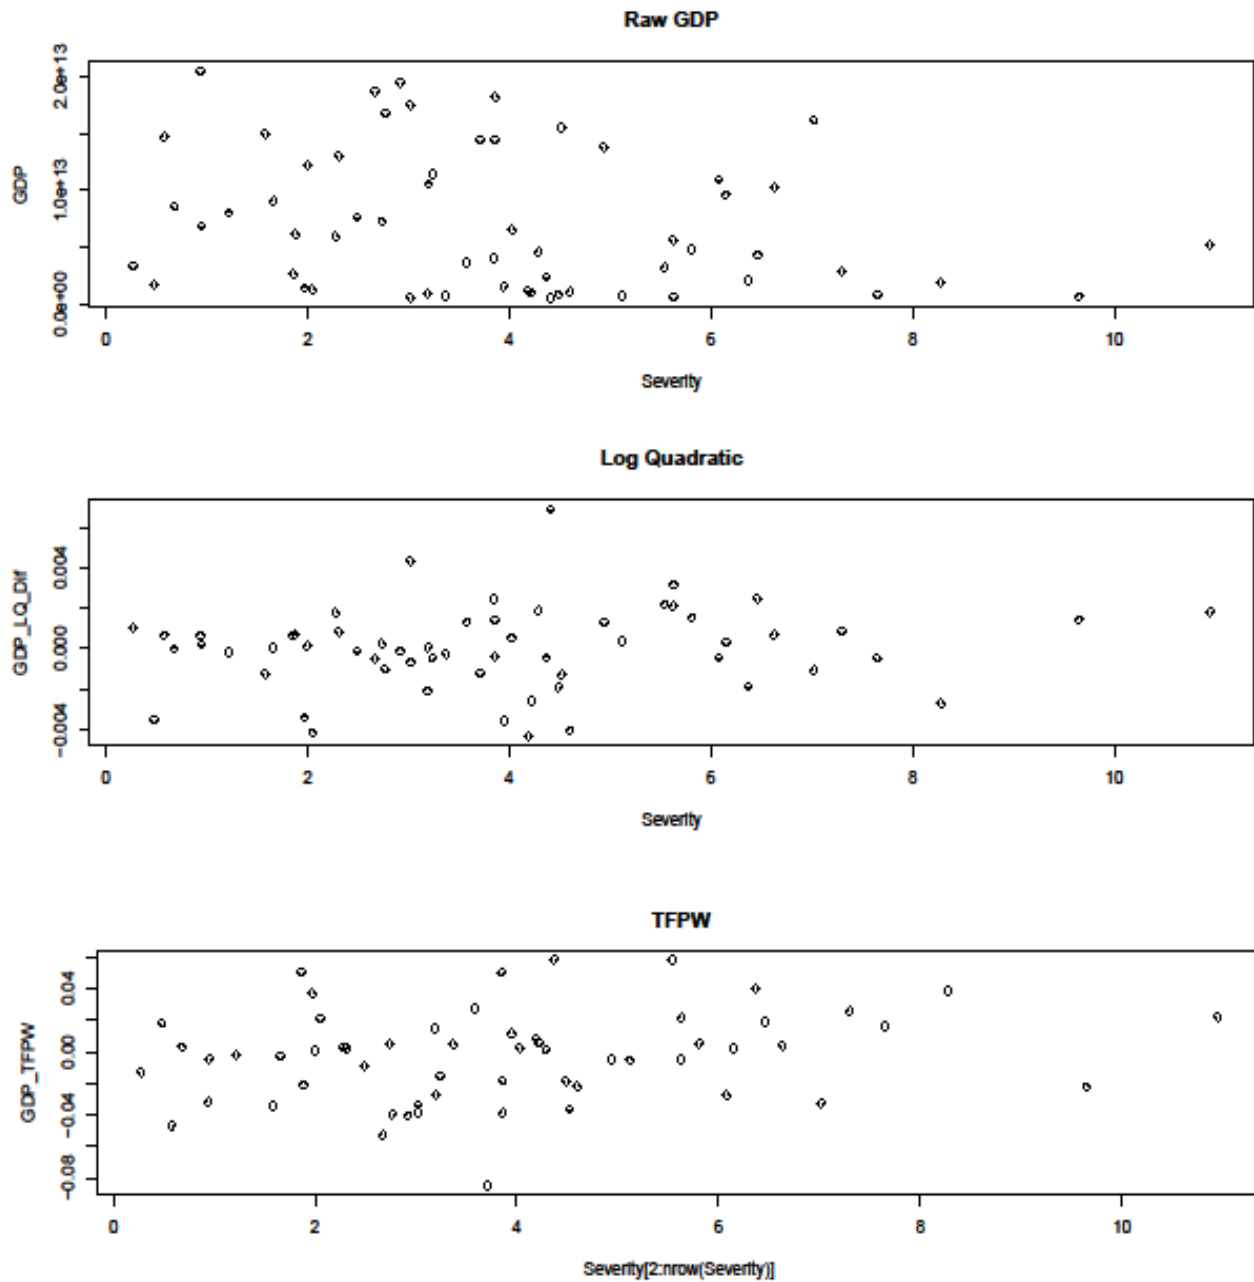 Raw GDP
GDP
2.0e+13
1.0e+13
0.0e+00
0 2 4 6 8 10
Severity
Log Quadratic
GDP_LQ_Dif
0.004
0.000
-0.004
0 2 4 6 8 10
Severity
TFPW
GDP_TFPW
0.04
0.00
-0.04
-0.08
0 2 4 6 8 10
Severity[2:nrow(Severity)]